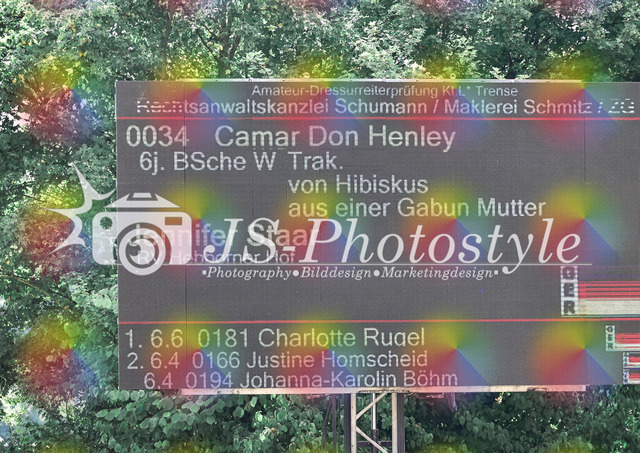 Amateur-Dressurreiterprüfung Kl.L* Trense
Rechtsanwaltskanzlei Schumann / Maklerei Schmitz / ZG
0034 Camar Don Henley
6j. BSche W Trak.
von Hibiskus
aus einer Gabun Mutter
Jennifer
JS-Photostyle
•Photography•Bilddesign•Marketingdesign•
GER
1. 6.6 0181 Charlotte Rugel
2. 6.4 0166 Justine Homscheid
6.4 0194 Johanna-Karolin Böhm